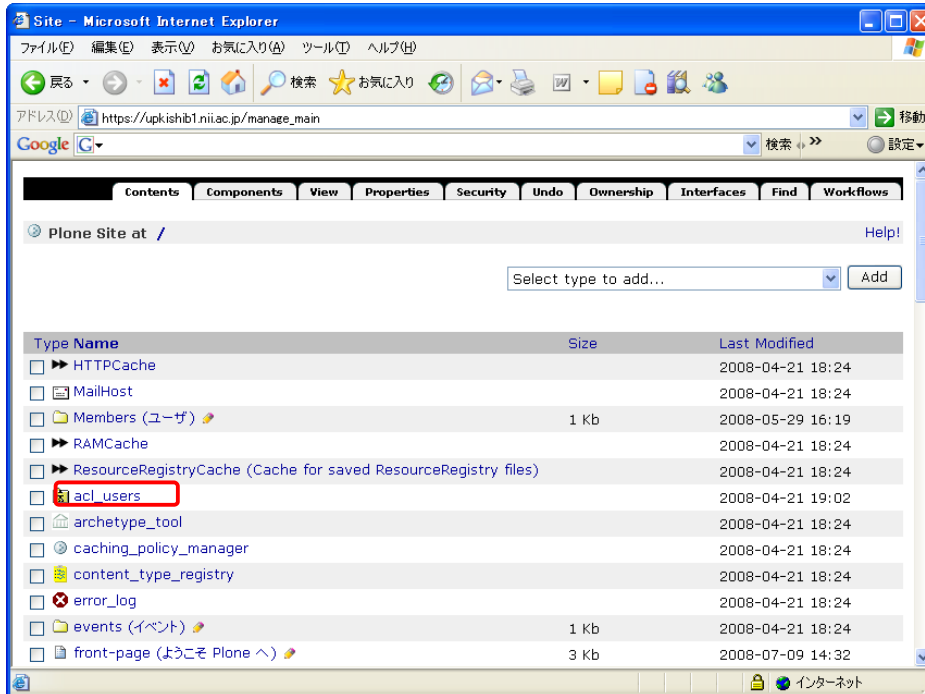 Site - Microsoft Internet Explorer
ファイル(F) 編集(E) 表示(V) お気に入り(A) ツール(T) ヘルプ(H)
戻る 検索 お気に入り
アドレス(D) https://upkishib1.nii.ac.jp/manage_main 移動
Google G 検索 設定
Contents Components View Properties Security Undo Ownership Interfaces Find Workflows
Plone Site at / Help!
Select type to add... Add
Type Name Size Last Modified
HTTPCache 2008-04-21 18:24
MailHost 2008-04-21 18:24
Members (ユーザ) 1 Kb 2008-05-29 16:19
RAMCache 2008-04-21 18:24
ResourceRegistryCache (Cache for saved ResourceRegistry files) 2008-04-21 18:24
acl_users 2008-04-21 19:02
archetype_tool 2008-04-21 18:24
caching_policy_manager 2008-04-21 18:24
content_type_registry 2008-04-21 18:24
error_log 2008-04-21 18:24
events (イベント) 1 Kb 2008-04-21 18:24
front-page (ようこそ Plone へ) 3 Kb 2008-07-09 14:32
インターネット